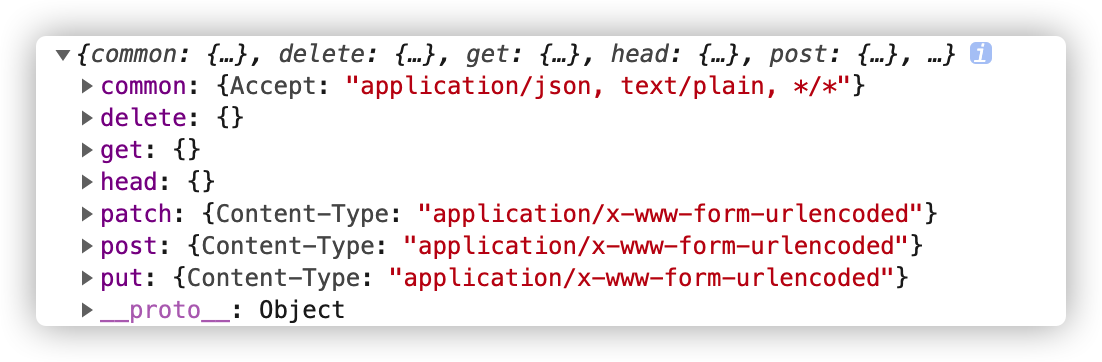 ▼{common: {…}, delete: {…}, get: {…}, head: {…}, post: {…}, …} i
▶common: {Accept: "application/json, text/plain, */*"}
▶delete: {}
▶get: {}
▶head: {}
▶patch: {Content-Type: "application/x-www-form-urlencoded"}
▶post: {Content-Type: "application/x-www-form-urlencoded"}
▶put: {Content-Type: "application/x-www-form-urlencoded"}
▶__proto__: Object